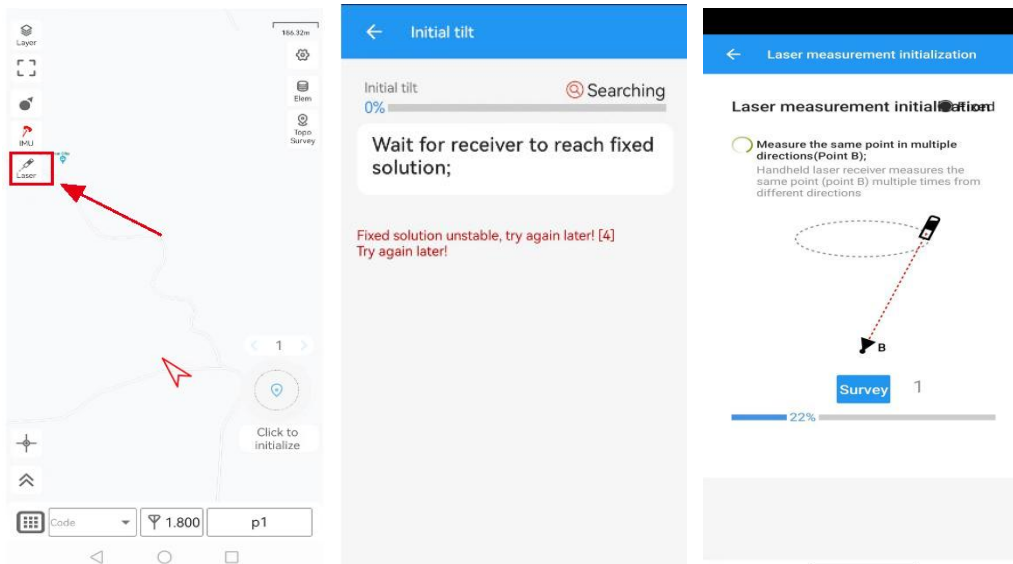 Layer
186.32m
Elem
IMU
Topo
Survey
Laser
1
Click to
initialize
Code
1.800
p1
Initial tilt
Initial tilt
Searching
0%
Wait for receiver to reach fixed
solution;
Fixed solution unstable, try again later! [4]
Try again later!
Laser measurement initialization
Laser measurement initialization
Measure the same point in multiple
directions(Point B);
Handheld laser receiver measures the
same point (point B) multiple times from
different directions
B
Survey
1
22%